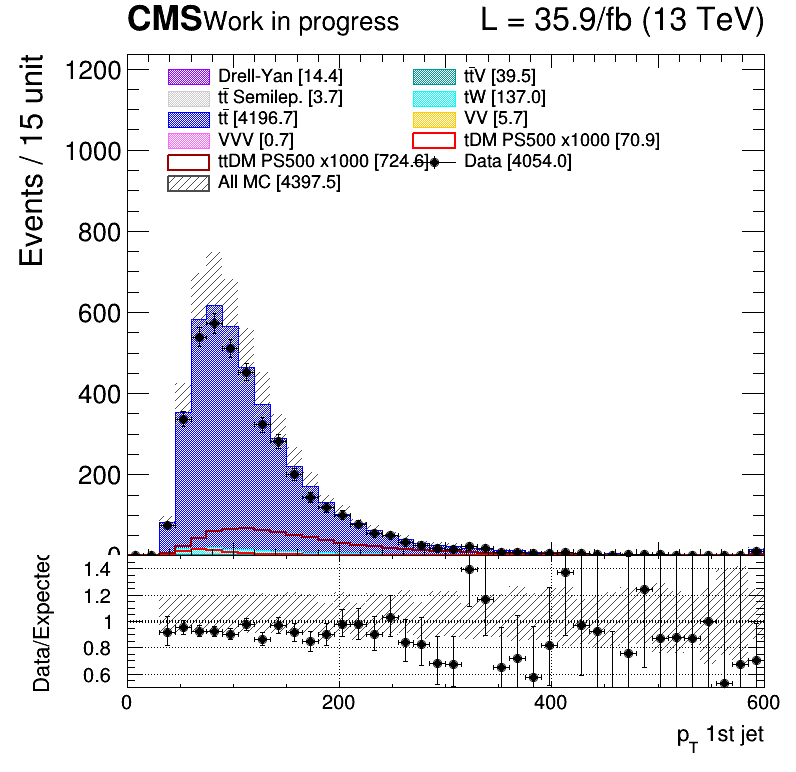 CMS Work in progress L = 35.9/fb (13 TeV)
Events / 15 unit
1200
1000
800
600
400
200
0
Drell-Yan [14.4]
tt̄V [39.5]
tt̄ Semilep. [3.7]
tW [137.0]
tt̄ [4196.7]
VV [5.7]
VVV [0.7]
tDM PS500 x1000 [70.9]
ttDM PS500 x1000 [724.6]
Data [4054.0]
All MC [4397.5]
Data/Expected
1.4
1.2
1
0.8
0.6
0 200 400 600
p_T 1st jet